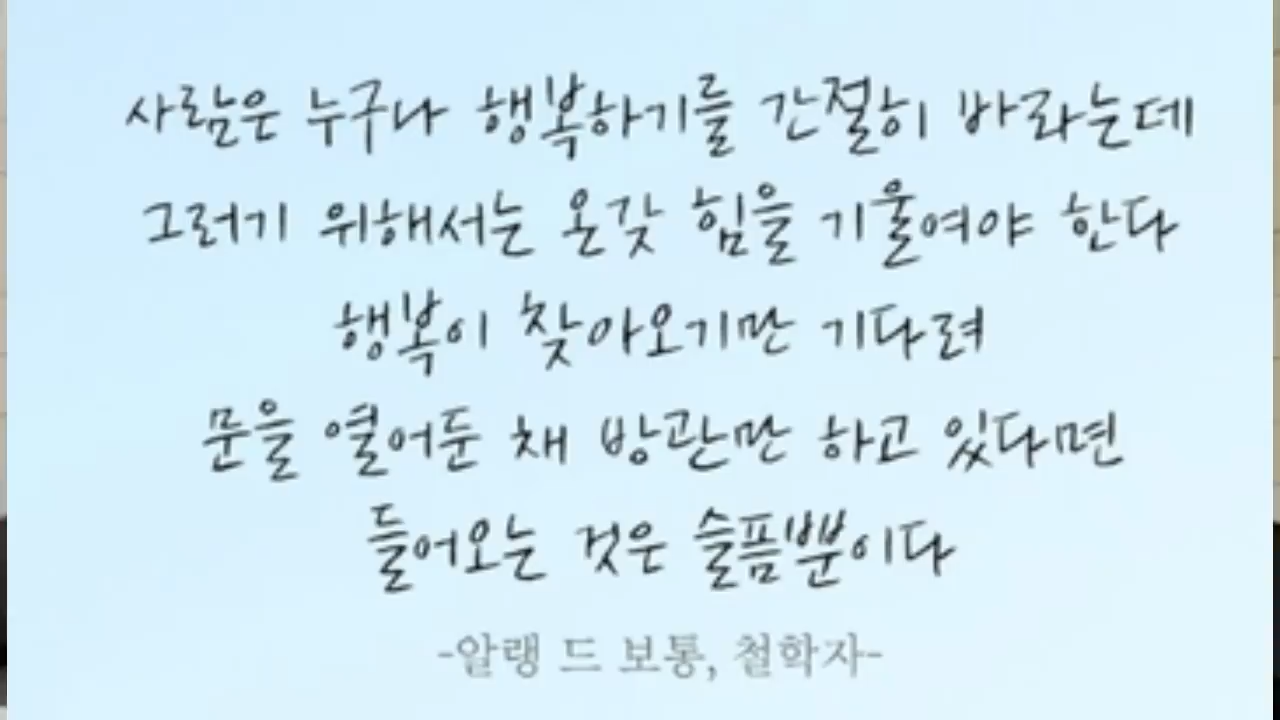 사람은 누구나 행복하기를 간절히 바라는데
그러기 위해서는 온갖 힘을 기울여야 한다
행복이 찾아오기만 기다려
문을 열어둔 채 방관만 하고 있다면
들어오는 것은 슬픔뿐이다
-알랭 드 보통, 철학자-